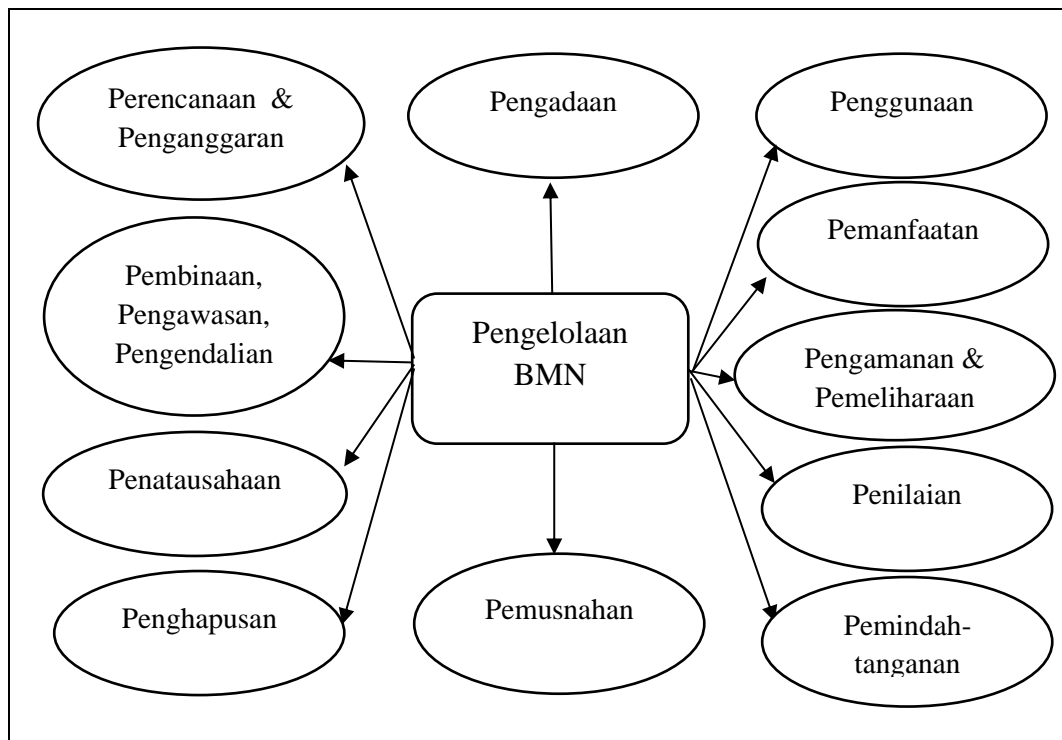 Perencanaan &
Penganggaran
Pengadaan
Penggunaan
Pemanfaatan
Pembinaan,
Pengawasan,
Pengendalian
Pengelolaan
BMN
Pengamanan &
Pemeliharaan
Penatausahaan
Penilaian
Penghapusan
Pemusnahan
Pemindah-
tanganan